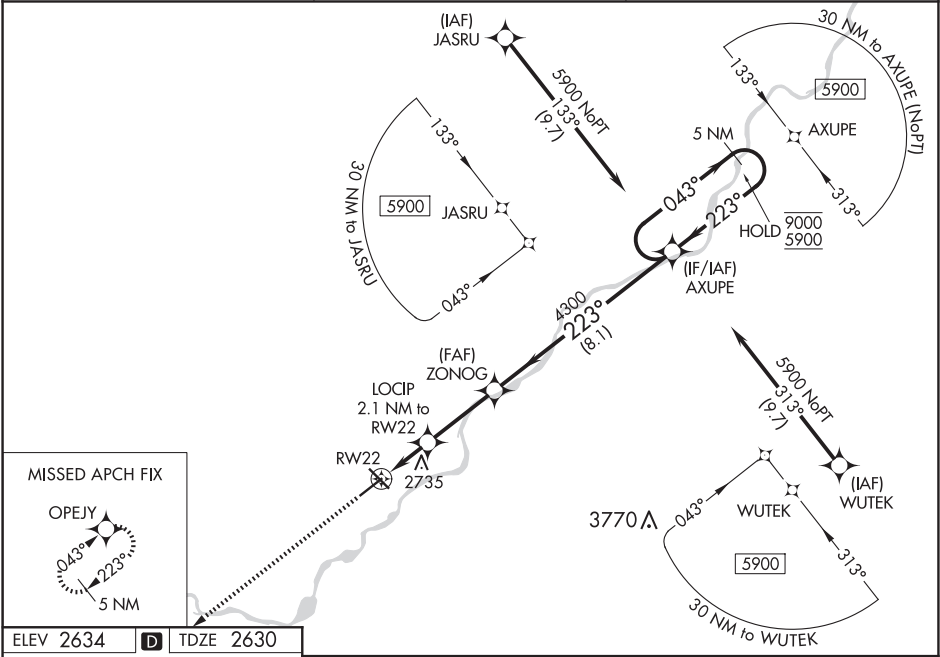 (IAF)
JASRU
5900 NoPT
133°
(9.7)
30 NM to AXUPE (NoPT)
133°
5900
AXUPE
313°
5 NM
043°
223°
HOLD
9000
5900
133°
30 NM to JASRU
5900
JASRU
043°
(IF/IAF)
AXUPE
4300
223°
(8.1)
(FAF)
ZONOG
LOCIP
2.1 NM to
RW22
RW22
2735
5900 NoPT
313°
(9.7)
(IAF)
WUTEK
3770
043°
WUTEK
5900
313°
30 NM to WUTEK
MISSED APCH FIX
OPEJY
043°
223°
5 NM
ELEV 2634 D TDZE 2630